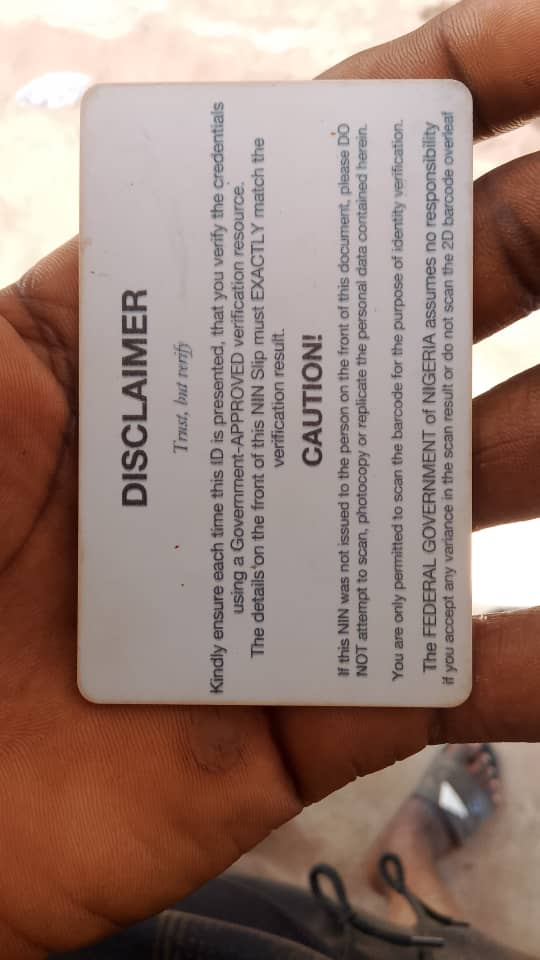 DISCLAIMER
Trust, but verify
Kindly ensure each time this ID is presented, that you verify the credentials
using a Government-APPROVED verification resource.
The details on the front of this NIN Slip must EXACTLY match the
verification result.
CAUTION!
If this NIN was not issued to the person on the front of this document, please DO
NOT attempt to scan, photocopy or replicate the personal data contained herein.
You are only permitted to scan the barcode for the purpose of identity verification.
The FEDERAL GOVERNMENT of NIGERIA assumes no responsibility
if you accept any variance in the scan result or do not scan the 2D barcode overleaf